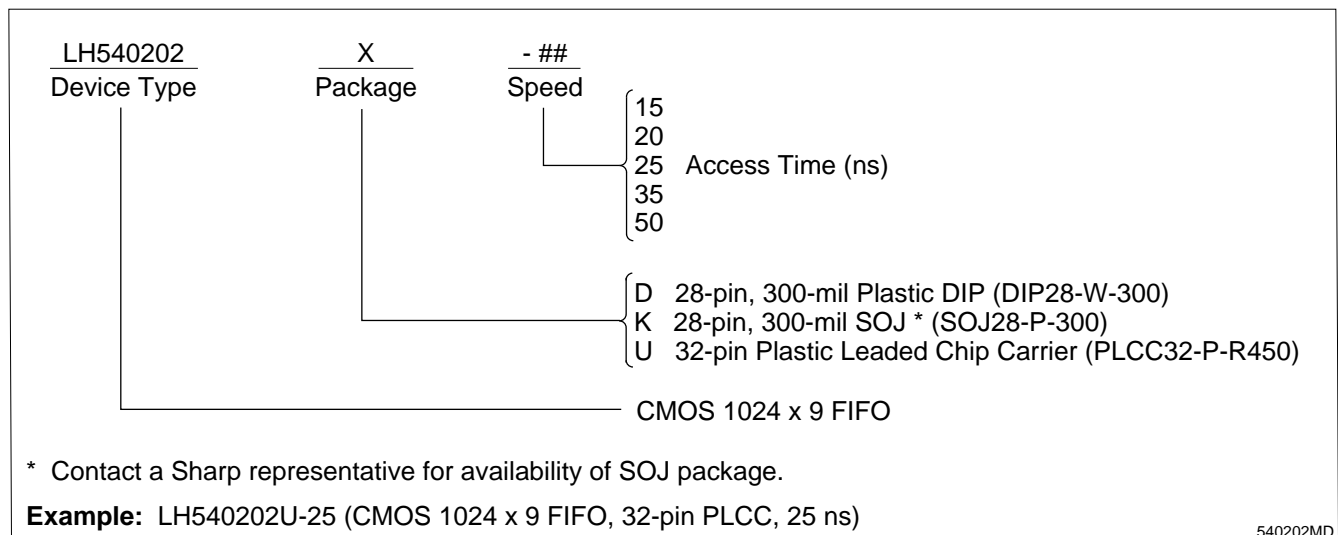 LH540202 X - ##
Device Type Package Speed
15
20
25 Access Time (ns)
35
50
D 28-pin, 300-mil Plastic DIP (DIP28-W-300)
K 28-pin, 300-mil SOJ * (SOJ28-P-300)
U 32-pin Plastic Leaded Chip Carrier (PLCC32-P-R450)
CMOS 1024 x 9 FIFO
* Contact a Sharp representative for availability of SOJ package.
Example: LH540202U-25 (CMOS 1024 x 9 FIFO, 32-pin PLCC, 25 ns)
540202MD